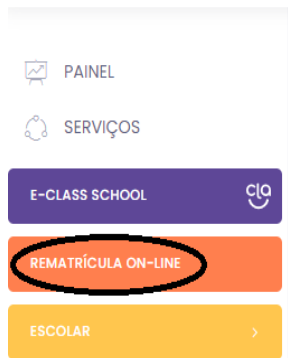 PAINEL
SERVIÇOS
E-CLASS SCHOOL
cla
REMATRÍCULA ON-LINE
ESCOLAR